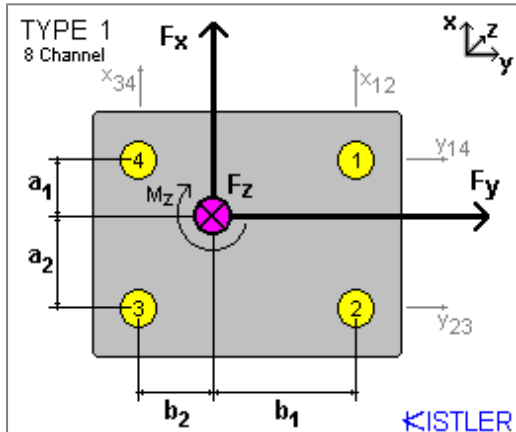 TYPE 1
8 Channel
Fx
x
z
y
x34
x12
4
1
y14
a1
Mz
Fz
Fy
a2
3
2
y23
b2
b1
KISTLER